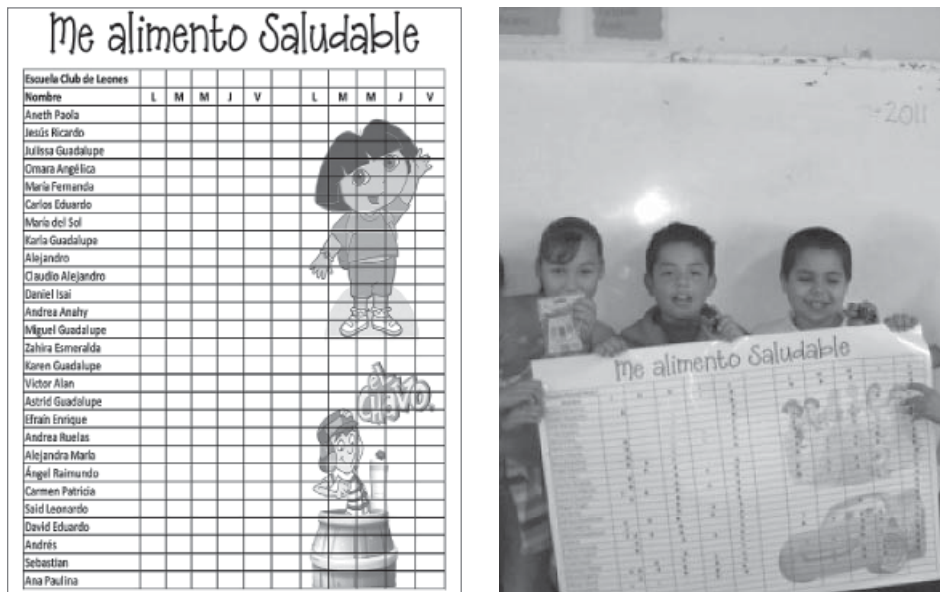 Me alimento Saludable
Escuela Club de Leones
Nombre L M M J V L M M J V
Aneth Paola
Jesús Ricardo
Julissa Guadalupe
Omara Angélica
María Fernanda
Carlos Eduardo
María del Sol
Karla Guadalupe
Alejandro
Claudio Alejandro
Daniel Isai
Andrea Anahy
Miguel Guadalupe
Zahira Esmeralda
Karen Guadalupe
Victor Alan
Astrid Guadalupe
Efraín Enrique
Andrea Ruelas
Alejandra María
Ángel Raimundo
Carmen Patricia
Said Leonardo
David Eduardo
Andrés
Sebastian
Ana Paulina
el CHAVO
2011
Me alimento Saludable